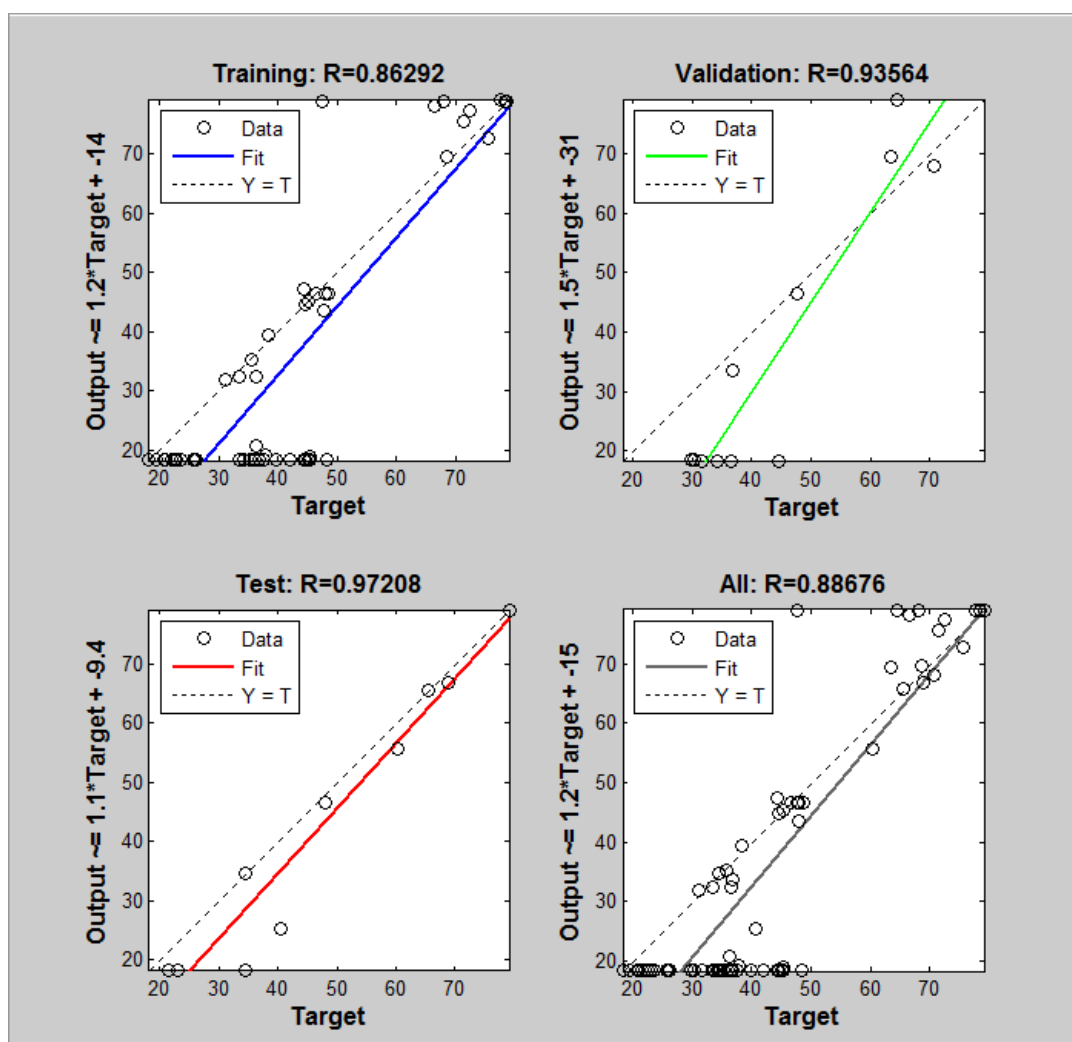 Training: R=0.86292
Output ~= 1.2*Target + -14
Data
Fit
Y = T
70
60
50
40
30
20
20 30 40 50 60 70
Target
Validation: R=0.93564
Output ~= 1.5*Target + -31
Data
Fit
Y = T
70
60
50
40
30
20
20 30 40 50 60 70
Target
Test: R=0.97208
Output ~= 1.1*Target + -9.4
Data
Fit
Y = T
70
60
50
40
30
20
20 30 40 50 60 70
Target
All: R=0.88676
Output ~= 1.2*Target + -15
Data
Fit
Y = T
70
60
50
40
30
20
20 30 40 50 60 70
Target